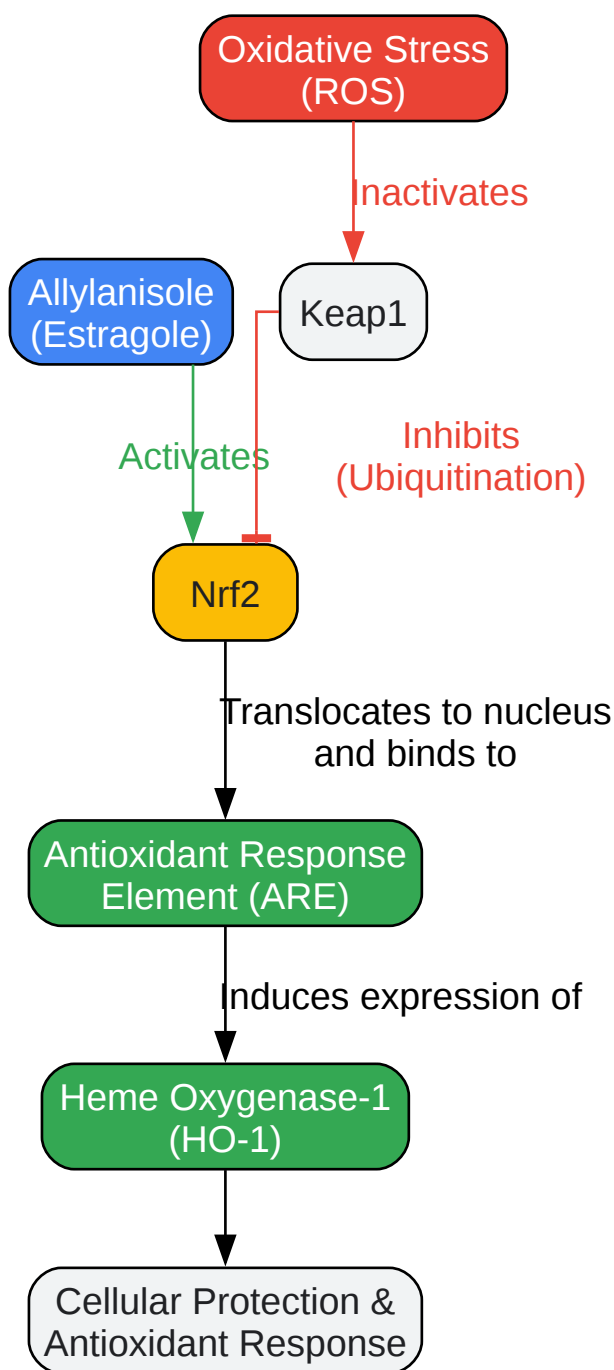 Oxidative Stress
(ROS)
Inactivates
Allylanisole
(Estragole)
Keap1
Activates
Inhibits
(Ubiquitination)
Nrf2
Translocates to nucleus
and binds to
Antioxidant Response
Element (ARE)
Induces expression of
Heme Oxygenase-1
(HO-1)
Cellular Protection &
Antioxidant Response